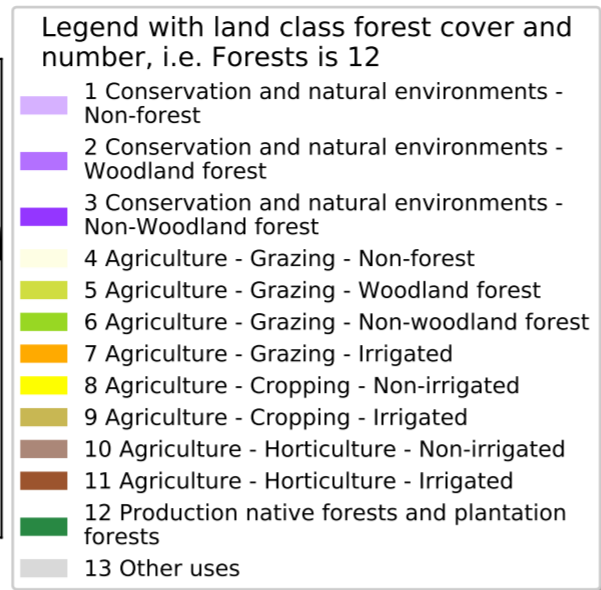 Legend with land class forest cover and
number, i.e. Forests is 12
1 Conservation and natural environments -
Non-forest
2 Conservation and natural environments -
Woodland forest
3 Conservation and natural environments -
Non-Woodland forest
4 Agriculture - Grazing - Non-forest
5 Agriculture - Grazing - Woodland forest
6 Agriculture - Grazing - Non-woodland forest
7 Agriculture - Grazing - Irrigated
8 Agriculture - Cropping - Non-irrigated
9 Agriculture - Cropping - Irrigated
10 Agriculture - Horticulture - Non-irrigated
11 Agriculture - Horticulture - Irrigated
12 Production native forests and plantation
forests
13 Other uses